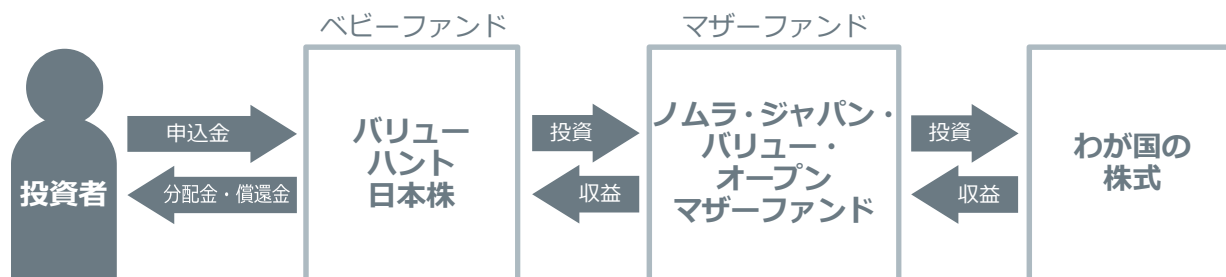 ベビーファンド
マザーファンド
投資者
申込金
分配金・償還金
バリュー
ハント
日本株
投資
収益
ノムラ・ジャパン・
バリュー・
オープン
マザーファンド
投資
収益
わが国の
株式